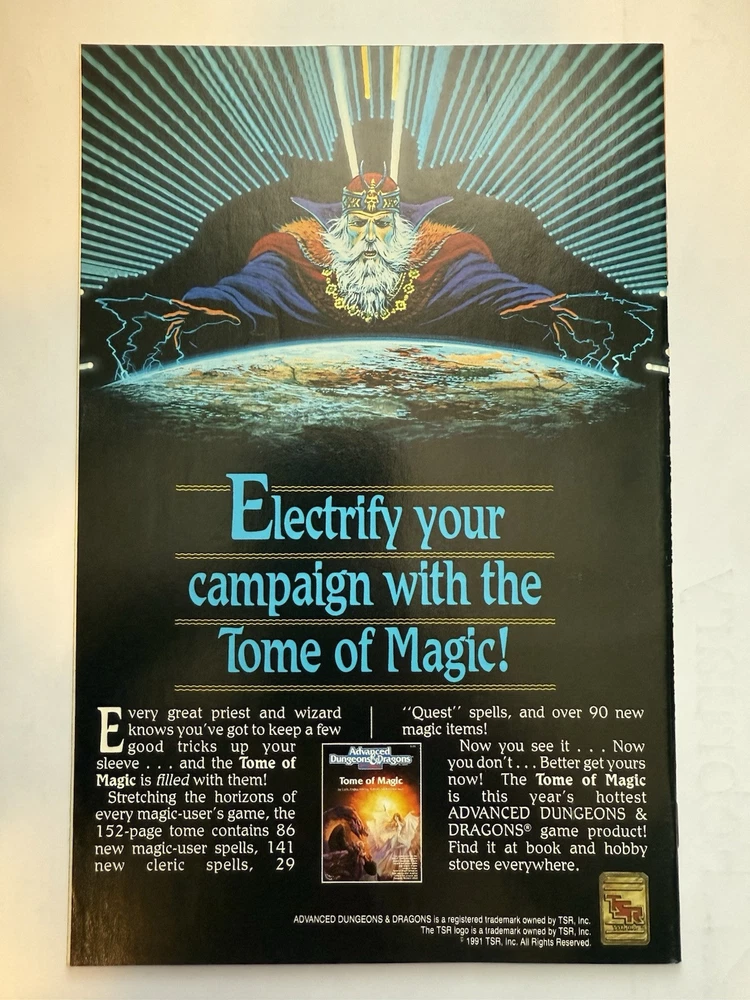 Electrify your
campaign with the
Tome of Magic!
Every great priest and wizard
knows you've got to keep a few
good tricks up your
sleeve . . . and the Tome of
Magic is filled with them!
Stretching the horizons of
every magic-user's game, the
152-page tome contains 86
new magic-user spells, 141
new cleric spells, 29
"Quest" spells, and over 90 new
magic items!
Now you see it . . . Now
you don't . . . Better get yours
now! The Tome of Magic
is this year's hottest
ADVANCED DUNGEONS &
DRAGONS® game product!
Find it at book and hobby
stores everywhere.
Advanced
Dungeons & Dragons
Tome of Magic
ADVANCED DUNGEONS & DRAGONS is a registered trademark owned by TSR, Inc.
The TSR logo is a trademark owned by TSR, Inc.
© 1991 TSR, Inc. All Rights Reserved.
TSR